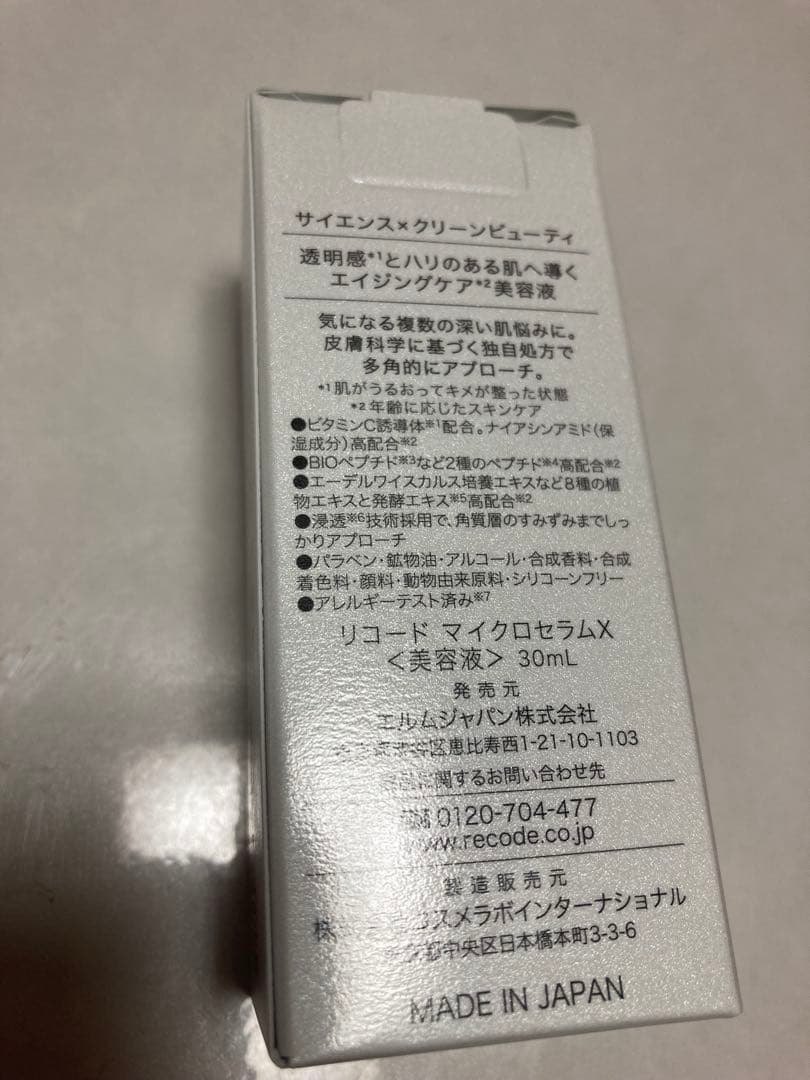 サイエンス×クリーンビューティ
透明感*1とハリのある肌へ導く
エイジングケア*2美容液
気になる複数の深い肌悩みに。
皮膚科学に基づく独自処方で
多角的にアプローチ。
*1肌がうるおってキメが整った状態
*2年齢に応じたスキンケア
●ビタミンC誘導体※1配合。ナイアシンアミド(保
湿成分)高配合※2
●BIOペプチド※3など2種のペプチド※4高配合※2
●エーデルワイスカルス培養エキスなど8種の植
物エキスと発酵エキス※5高配合※2
●浸透※6技術採用で、角質層のすみずみまでしっ
かりアプローチ
●パラベン・鉱物油・アルコール・合成香料・合成
着色料・顔料・動物由来原料・シリコーンフリー
●アレルギーテスト済み※7
リコード マイクロセラムX
<美容液> 30mL
発売元
エルムジャパン株式会社
区恵比寿西1-21-10-1103
に関するお問い合わせ先
0120-704-477
www.recode.co.jp
製造販売元
スメラボインターナショナル
都中央区日本橋本町3-3-6
MADE IN JAPAN